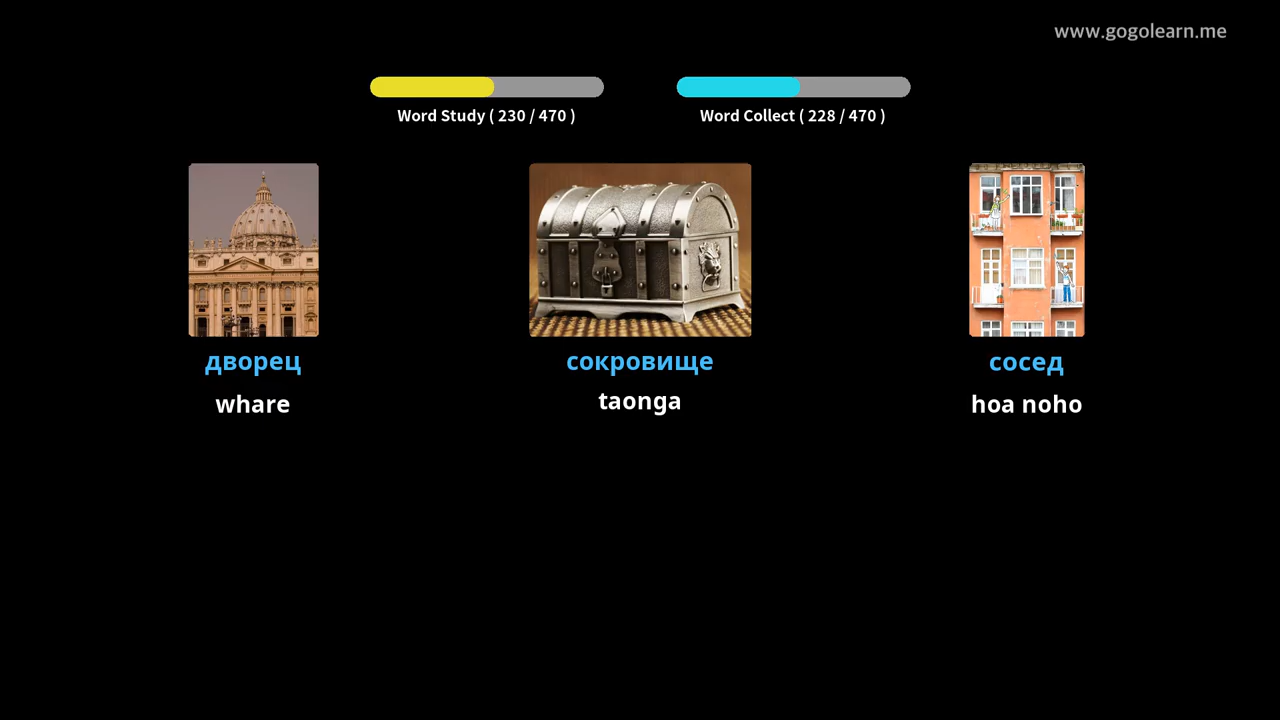 www.gogolearn.me
Word Study ( 230 / 470 )
Word Collect ( 228 / 470 )
дворец
сокровище
сосед
whare
taonga
hoa noho